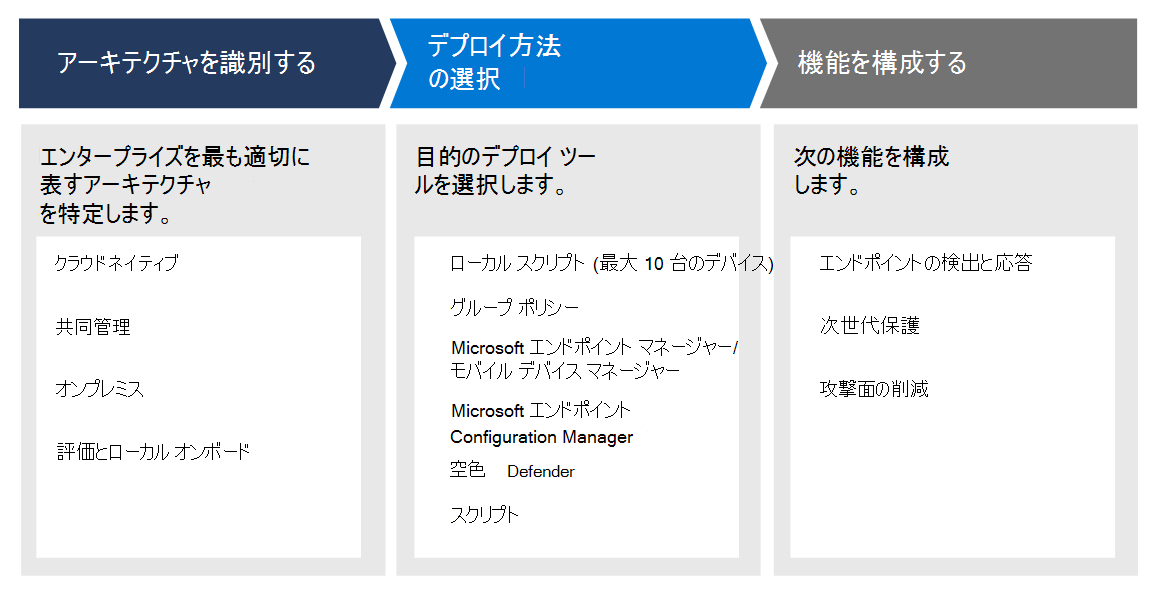 アーキテクチャを識別する
デプロイ方法
の選択
機能を構成する
エンタープライズを最も適切に
表すアーキテクチャ
を特定します。
クラウドネイティブ
共同管理
オンプレミス
評価とローカル オンボード
目的のデプロイ ツー
ルを選択します。
ローカル スクリプト (最大 10 台のデバイス)
グループ ポリシー
Microsoft エンドポイント マネージャー/
モバイル デバイス マネージャー
Microsoft エンドポイント
Configuration Manager
空色 Defender
スクリプト
次の機能を構成
します。
エンドポイントの検出と応答
次世代保護
攻撃面の削減